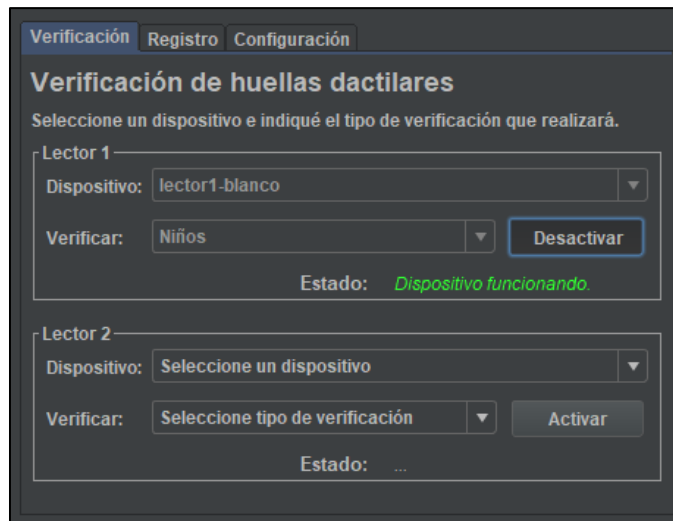 Verificación Registro Configuración
Verificación de huellas dactilares
Seleccione un dispositivo e indiqué el tipo de verificación que realizará.
Lector 1
Dispositivo: lector1-blanco
Verificar: Niños Desactivar
Estado: Dispositivo funcionando.
Lector 2
Dispositivo: Seleccione un dispositivo
Verificar: Seleccione tipo de verificación Activar
Estado: ...